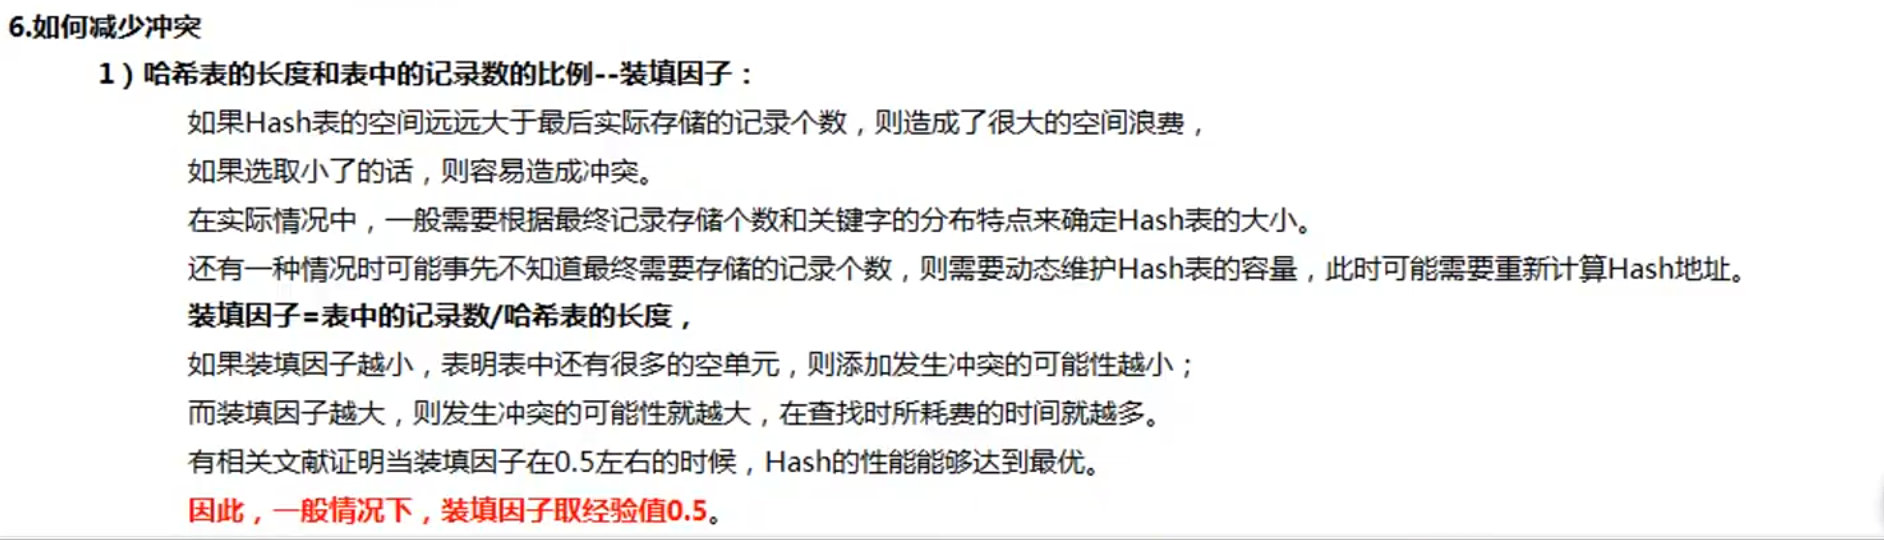 6.如何减少冲突
1）哈希表的长度和表中的记录数的比例--装填因子：
如果Hash表的空间远远大于最后实际存储的记录个数，则造成了很大的空间浪费，
如果选取小了的话，则容易造成冲突。
在实际情况中，一般需要根据最终记录存储个数和关键字的分布特点来确定Hash表的大小。
还有一种情况时可能事先不知道最终需要存储的记录个数，则需要动态维护Hash表的容量，此时可能需要重新计算Hash地址。
装填因子=表中的记录数/哈希表的长度，
如果装填因子越小，表明表中还有很多的空单元，则添加发生冲突的可能性越小；
而装填因子越大，则发生冲突的可能性就越大，在查找时所耗费的时间就越多。
有相关文献证明当装填因子在0.5左右的时候，Hash的性能能够达到最优。
因此，一般情况下，装填因子取经验值0.5。